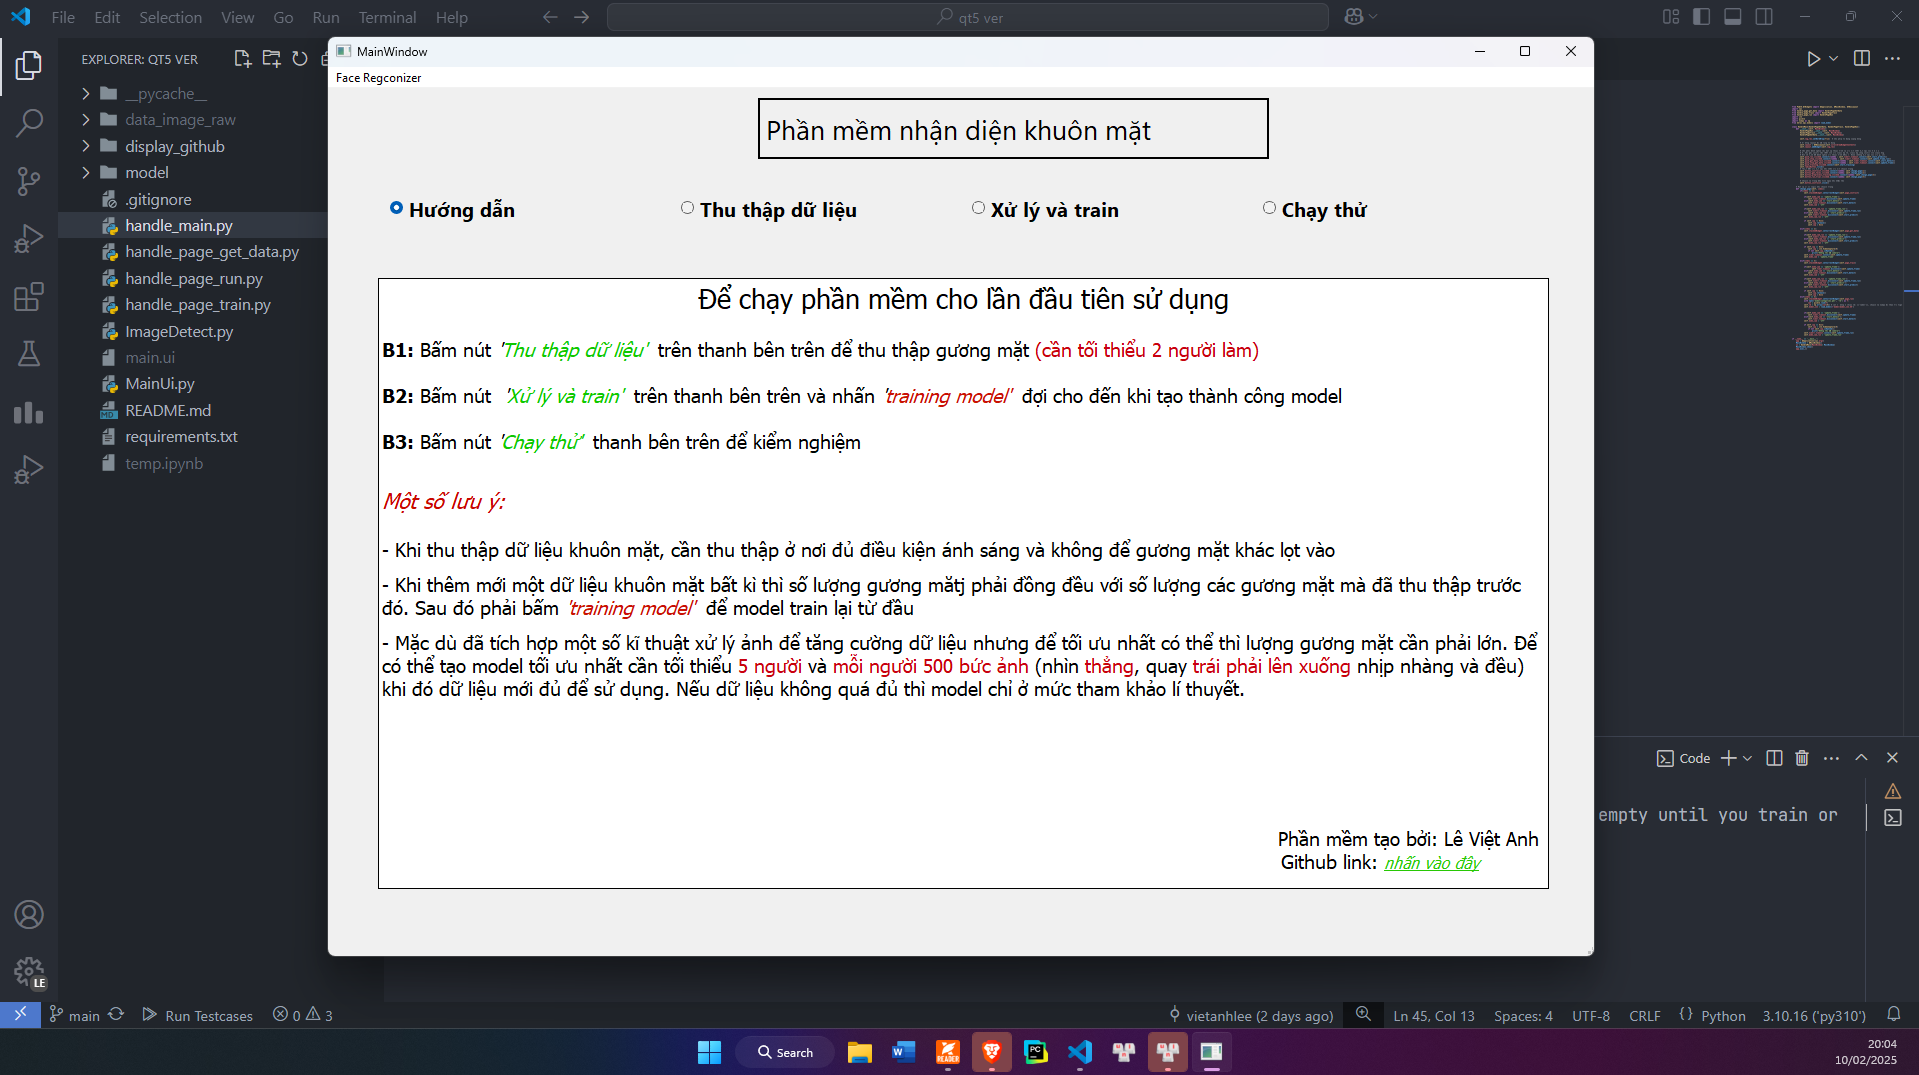 File Edit Selection View Go Run Terminal Help
qt5 ver
EXPLORER: QT5 VER
__pycache__
data_image_raw
display_github
model
.gitignore
handle_main.py
handle_page_get_data.py
handle_page_run.py
handle_page_train.py
ImageDetect.py
main.ui
MainUi.py
README.md
requirements.txt
temp.ipynb
MainWindow
Face Regconizer
Phần mềm nhận diện khuôn mặt
Hướng dẫn Thu thập dữ liệu Xử lý và train Chạy thử
Để chạy phần mềm cho lần đầu tiên sử dụng
B1: Bấm nút 'Thu thập dữ liệu' trên thanh bên trên để thu thập gương mặt (cần tối thiểu 2 người làm)
B2: Bấm nút 'Xử lý và train' trên thanh bên trên và nhấn 'training model' đợi cho đến khi tạo thành công model
B3: Bấm nút 'Chạy thử' thanh bên trên để kiểm nghiệm
Một số lưu ý:
- Khi thu thập dữ liệu khuôn mặt, cần thu thập ở nơi đủ điều kiện ánh sáng và không để gương mặt khác lọt vào
- Khi thêm mới một dữ liệu khuôn mặt bất kì thì số lượng gương mătj phải đồng đều với số lượng các gương mặt mà đã thu thập trước
đó. Sau đó phải bấm 'training model' để model train lại từ đầu
- Mặc dù đã tích hợp một số kĩ thuật xử lý ảnh để tăng cường dữ liệu nhưng để tối ưu nhất có thể thì lượng gương mặt cần phải lớn. Để
có thể tạo model tối ưu nhất cần tối thiểu 5 người và mỗi người 500 bức ảnh (nhìn thẳng, quay trái phải lên xuống nhịp nhàng và đều)
khi đó dữ liệu mới đủ để sử dụng. Nếu dữ liệu không quá đủ thì model chỉ ở mức tham khảo lí thuyết.
Phần mềm tạo bởi: Lê Việt Anh
Github link: nhấn vào đây
Code
empty until you train or
LE
main Run Testcases 0 3 vietanhlee (2 days ago) Ln 45, Col 13 Spaces: 4 UTF-8 CRLF Python 3.10.16 ('py310')
Search
20:04
10/02/2025